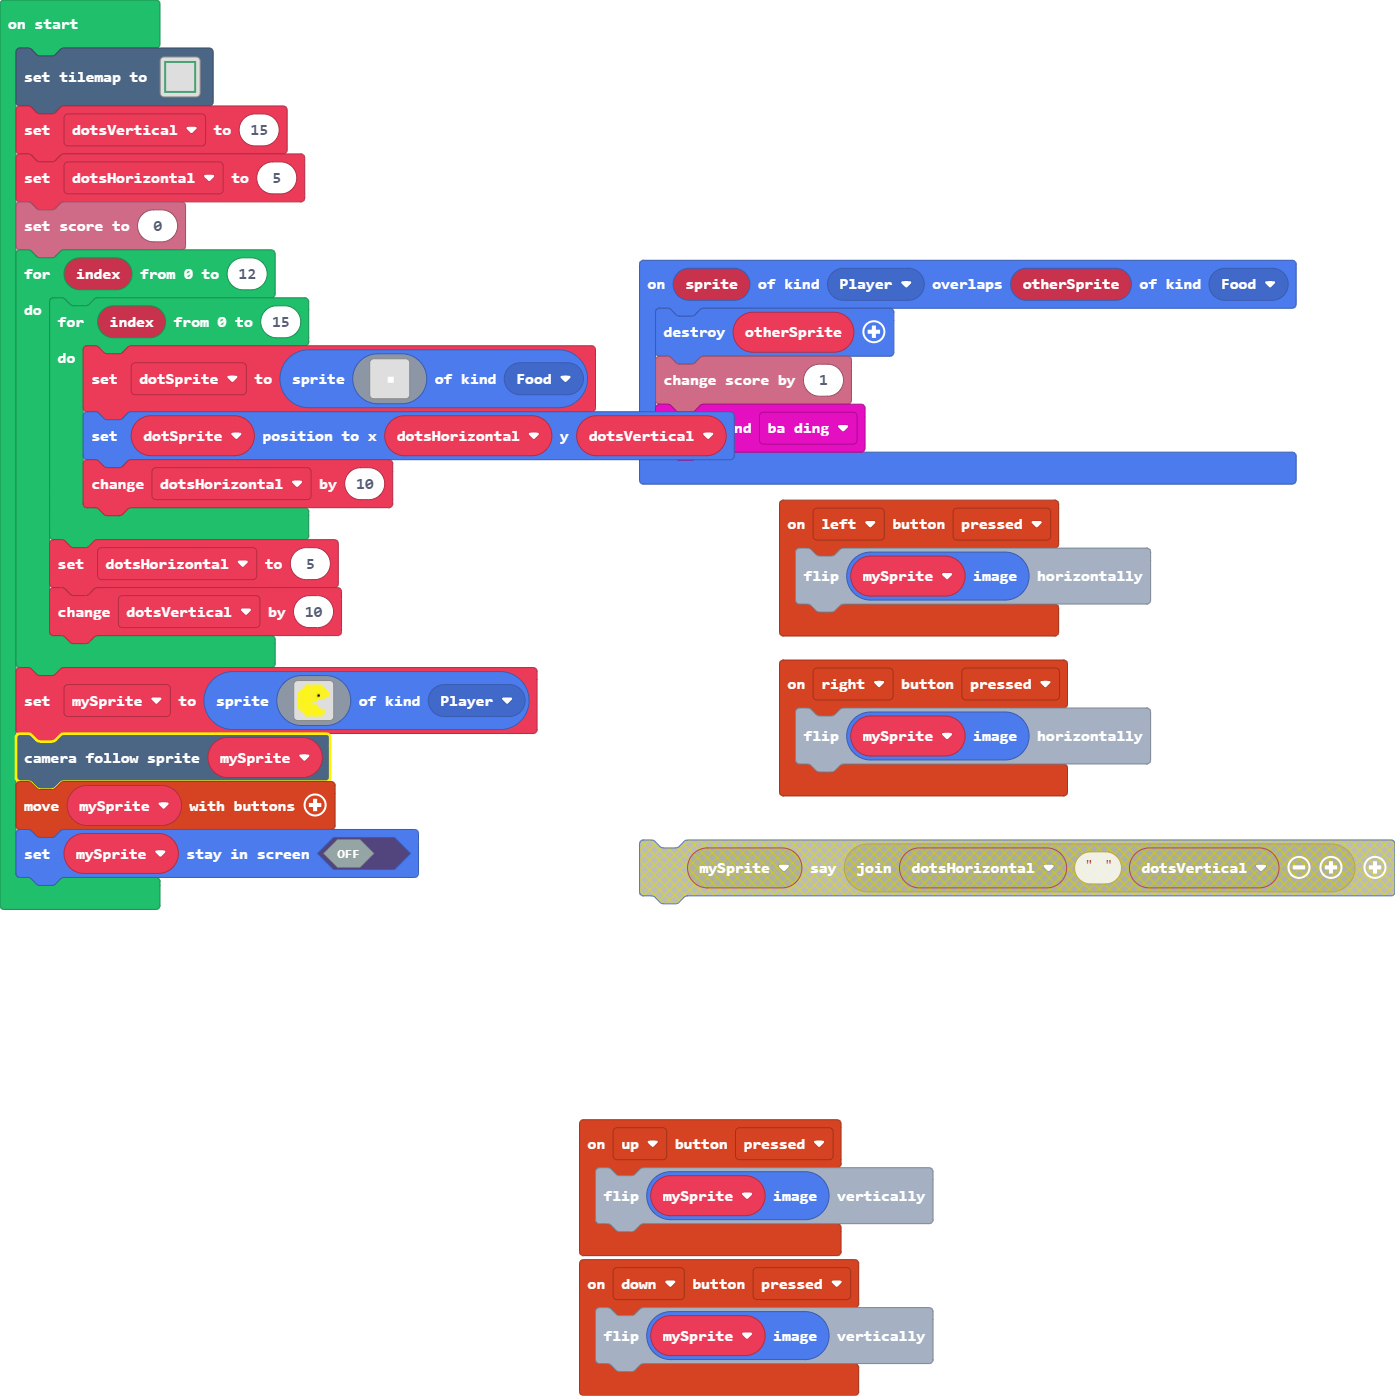 on start
set tilemap to
set dotsVertical to 15
set dotsHorizontal to 5
set score to 0
for index from 0 to 12
do for index from 0 to 15
do set dotSprite to sprite of kind Food
set dotSprite position to x dotsHorizontal y dotsVertical
change dotsHorizontal by 10
set dotsHorizontal to 5
change dotsVertical by 10
set mySprite to sprite of kind Player
camera follow sprite mySprite
move mySprite with buttons
set mySprite stay in screen OFF
on sprite of kind Player overlaps otherSprite of kind Food
destroy otherSprite
change score by 1
nd ba ding
on left button pressed
flip mySprite image horizontally
on right button pressed
flip mySprite image horizontally
mySprite say join dotsHorizontal " " dotsVertical
on up button pressed
flip mySprite image vertically
on down button pressed
flip mySprite image vertically